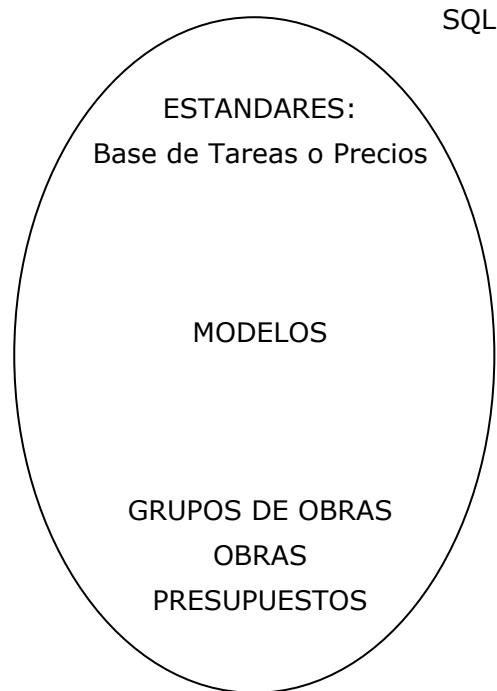 SQL
ESTANDARES:
Base de Tareas o Precios
MODELOS
GRUPOS DE OBRAS
OBRAS
PRESUPUESTOS